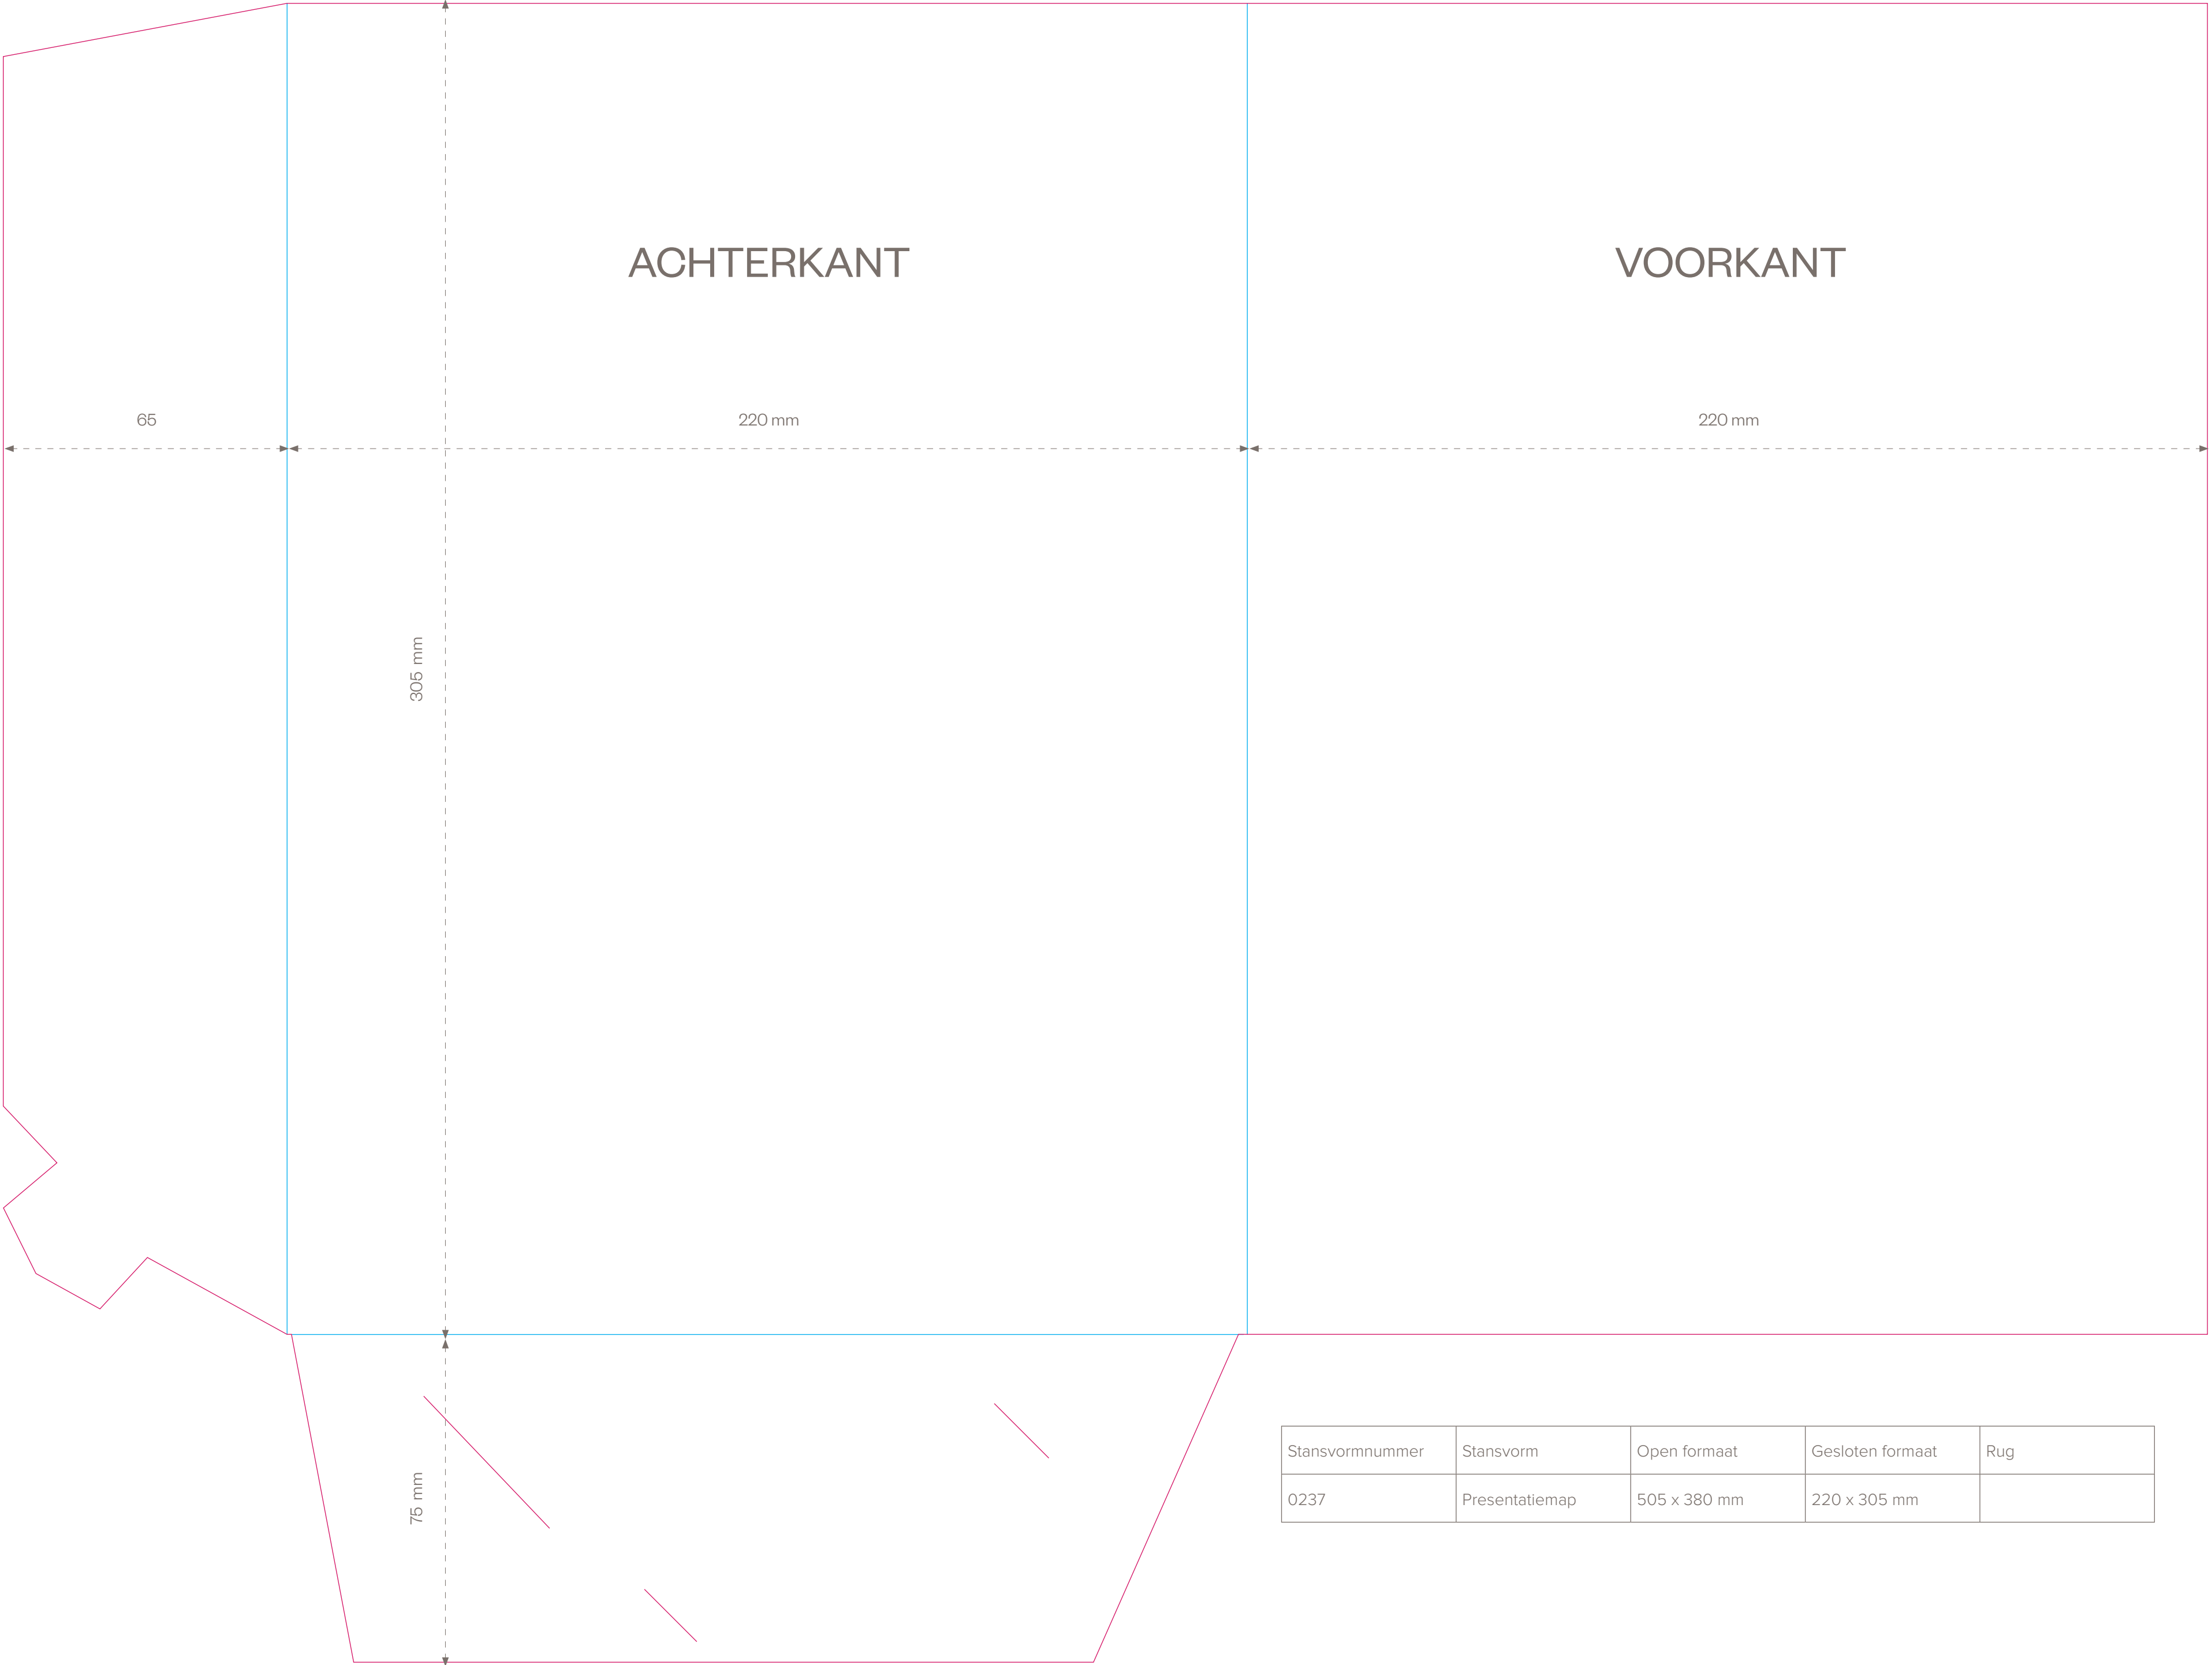 ACHTERKANT
VOORKANT
65
220 mm
220 mm
305 mm
75 mm
Stansvormnummer Stansvorm Open formaat Gesloten formaat Rug
0237 Presentatiemap 505 x 380 mm 220 x 305 mm